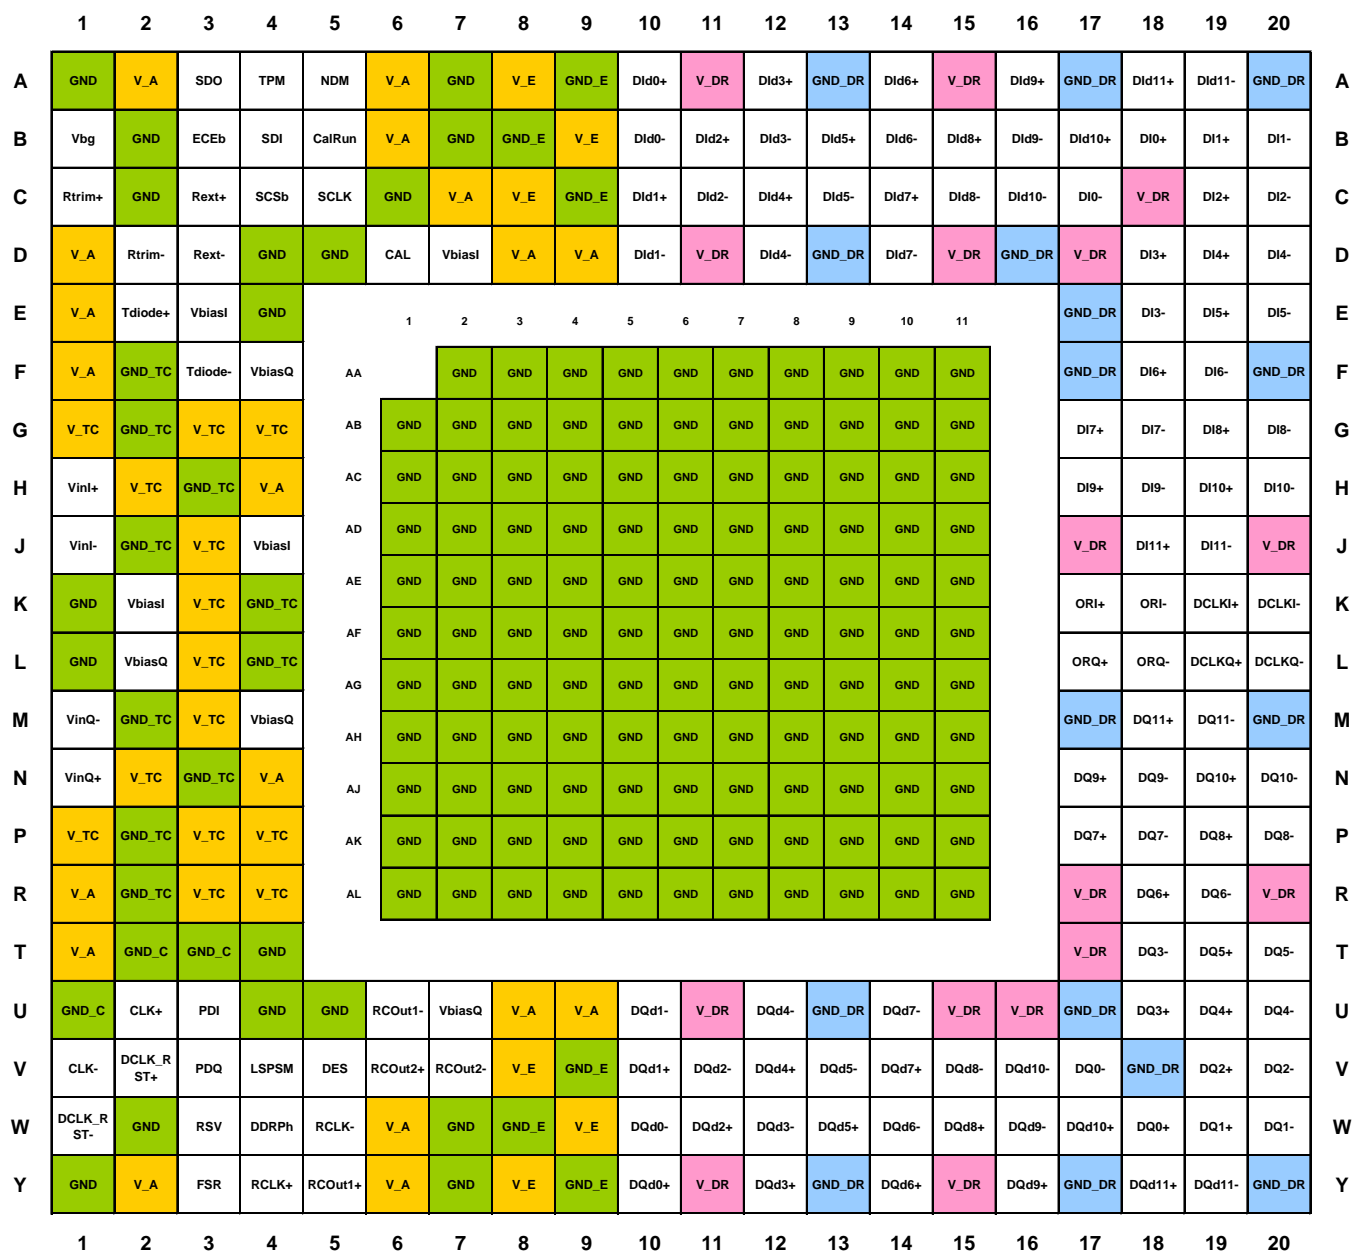 1 2 3 4 5 6 7 8 9 10 11 12 13 14 15 16 17 18 19 20
A GND V_A SDO TPM NDM V_A GND V_E GND_E DId0+ V_DR DId3+ GND_DR DId6+ V_DR DId9+ GND_DR DId11+ DId11- GND_DR A
B Vbg GND ECEb SDI CalRun V_A GND GND_E V_E DId0- DId2+ DId3- DId5+ DId6- DId8+ DId9- DId10+ DI0+ DI1+ DI1- B
C Rtrim+ GND Rext+ SCSb SCLK GND V_A V_E GND_E DId1+ DId2- DId4+ DId5- DId7+ DId8- DId10- DI0- V_DR DI2+ DI2- C
D V_A Rtrim- Rext- GND GND CAL VbiasI V_A V_A DId1- V_DR DId4- GND_DR DId7- V_DR GND_DR V_DR DI3+ DI4+ DI4- D
E V_A Tdiode+ VbiasI GND 1 2 3 4 5 6 7 8 9 10 11 GND_DR DI3- DI5+ DI5- E
F V_A GND_TC Tdiode- VbiasQ AA GND GND GND GND GND GND GND GND GND GND GND_DR DI6+ DI6- GND_DR F
G V_TC GND_TC V_TC V_TC AB GND GND GND GND GND GND GND GND GND GND GND DI7+ DI7- DI8+ DI8- G
H VinI+ V_TC GND_TC V_A AC GND GND GND GND GND GND GND GND GND GND GND DI9+ DI9- DI10+ DI10- H
J VinI- GND_TC V_TC VbiasI AD GND GND GND GND GND GND GND GND GND GND GND V_DR DI11+ DI11- V_DR J
AE GND GND GND GND GND GND GND GND GND GND GND
K GND VbiasI V_TC GND_TC ORI+ ORI- DCLKI+ DCLKI- K
AF GND GND GND GND GND GND GND GND GND GND GND
L GND VbiasQ V_TC GND_TC ORQ+ ORQ- DCLKQ+ DCLKQ- L
AG GND GND GND GND GND GND GND GND GND GND GND
M VinQ- GND_TC V_TC VbiasQ GND_DR DQ11+ DQ11- GND_DR M
AH GND GND GND GND GND GND GND GND GND GND GND
N VinQ+ V_TC GND_TC V_A AJ GND GND GND GND GND GND GND GND GND GND GND DQ9+ DQ9- DQ10+ DQ10- N
P V_TC GND_TC V_TC V_TC AK GND GND GND GND GND GND GND GND GND GND GND DQ7+ DQ7- DQ8+ DQ8- P
R V_A GND_TC V_TC V_TC AL GND GND GND GND GND GND GND GND GND GND GND V_DR DQ6+ DQ6- V_DR R
T V_A GND_C GND_C GND V_DR DQ3- DQ5+ DQ5- T
U GND_C CLK+ PDI GND GND RCOut1- VbiasQ V_A V_A DQd1- V_DR DQd4- GND_DR DQd7- V_DR V_DR GND_DR DQ3+ DQ4+ DQ4- U
V CLK- DCLK_R
ST+ PDQ LSPSM DES RCOut2+ RCOut2- V_E GND_E DQd1+ DQd2- DQd4+ DQd5- DQd7+ DQd8- DQd10- DQ0- GND_DR DQ2+ DQ2- V
W DCLK_R
ST- GND RSV DDRPh RCLK- V_A GND GND_E V_E DQd0- DQd2+ DQd3- DQd5+ DQd6- DQd8+ DQd9- DQd10+ DQ0+ DQ1+ DQ1- W
Y GND V_A FSR RCLK+ RCOut1+ V_A GND V_E GND_E DQd0+ V_DR DQd3+ GND_DR DQd6+ V_DR DQd9+ GND_DR DQd11+ DQd11- GND_DR Y
1 2 3 4 5 6 7 8 9 10 11 12 13 14 15 16 17 18 19 20